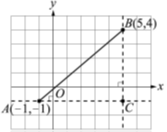 y
B(5,4)
O
x
A(-1,-1)
C